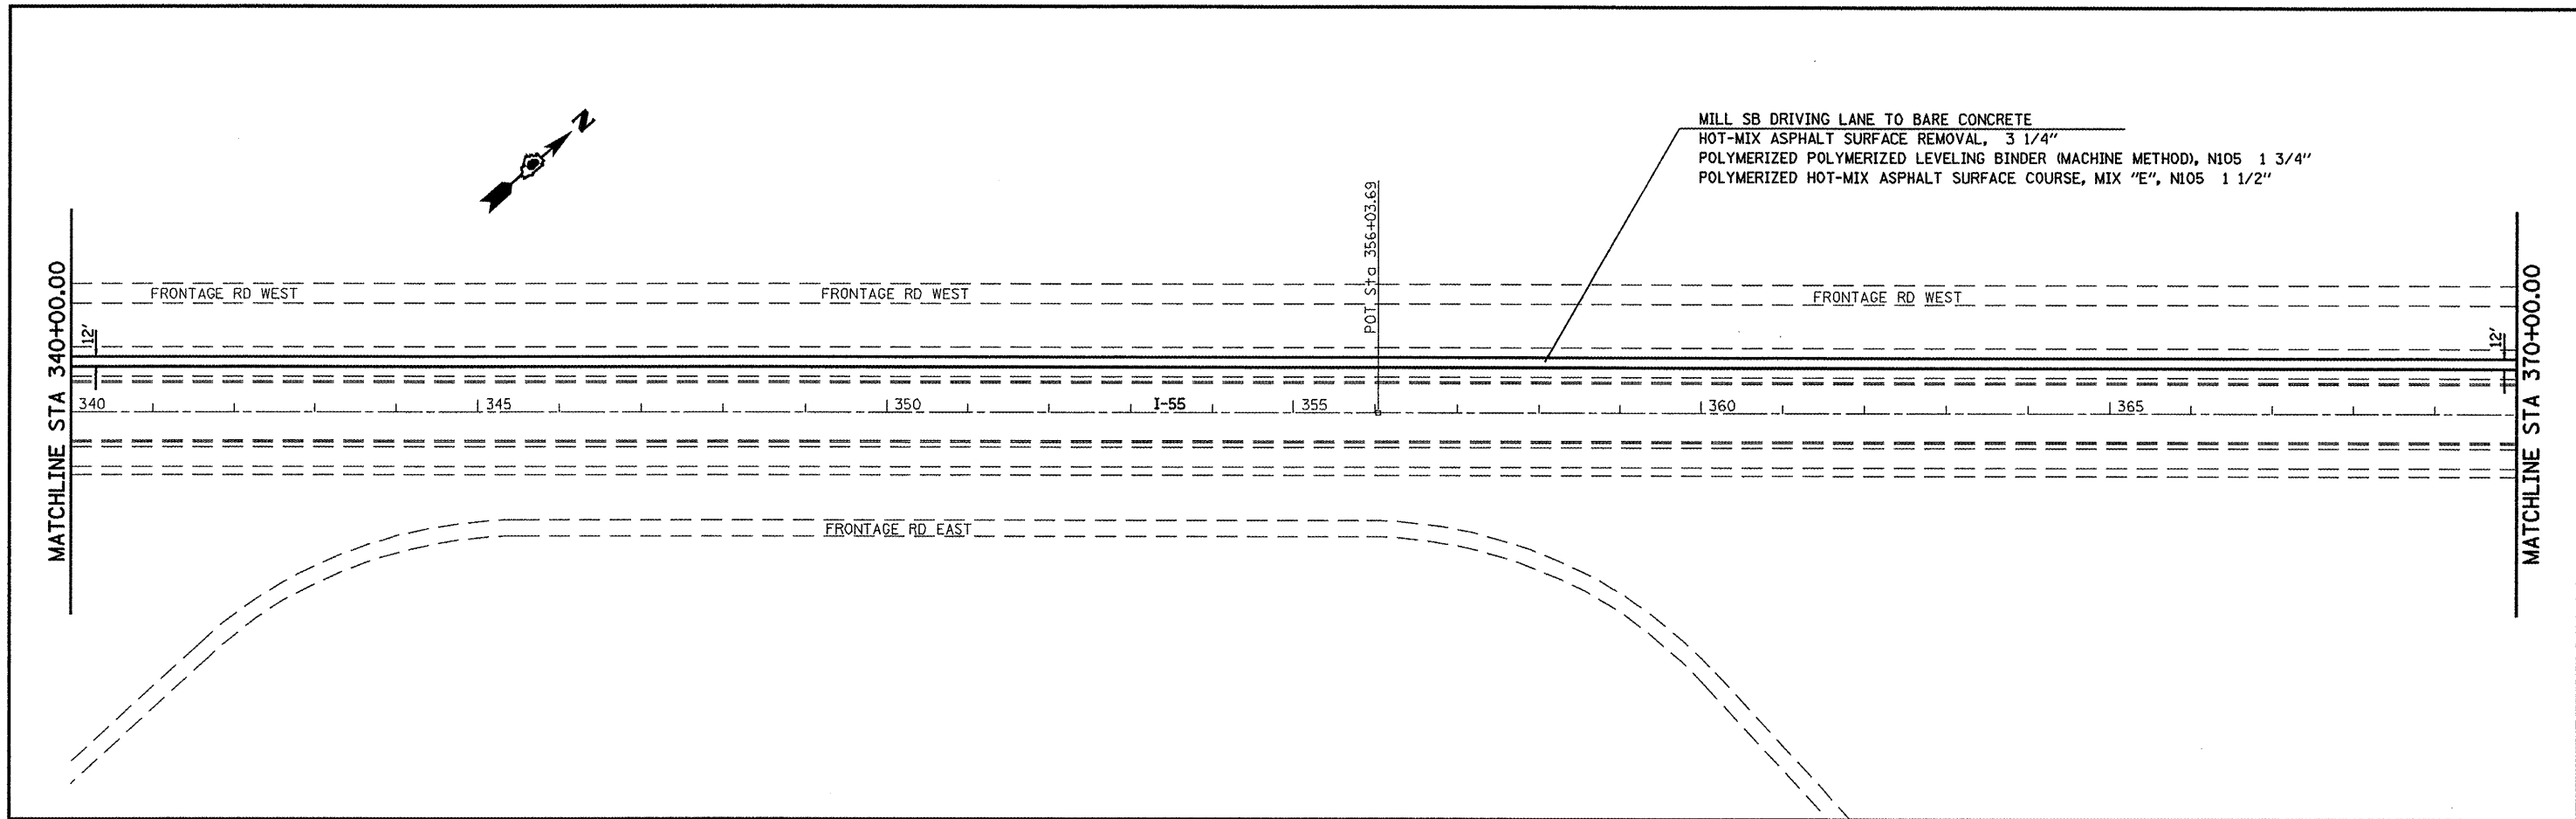 N
MILL SB DRIVING LANE TO BARE CONCRETE
HOT-MIX ASPHALT SURFACE REMOVAL, 3 1/4"
POLYMERIZED POLYMERIZED LEVELING BINDER (MACHINE METHOD), N105 1 3/4"
POLYMERIZED HOT-MIX ASPHALT SURFACE COURSE, MIX "E", N105 1 1/2"
POT Sta 356+03.69
MATCHLINE STA 340+00.00
FRONTAGE RD WEST
FRONTAGE RD WEST
FRONTAGE RD WEST
MATCHLINE STA 370+00.00
12'
12'
340
345
350
I-55
355
360
365
FRONTAGE RD EAST